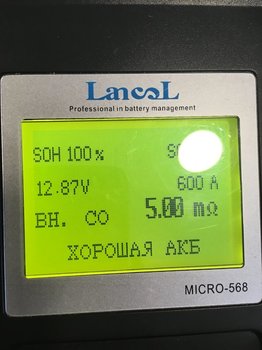 LancoL
Professional in battery management
SOH 100%
12.87V 600 A
ВН. СО 5.00 mΩ
ХОРОШАЯ АКБ
MICRO-568